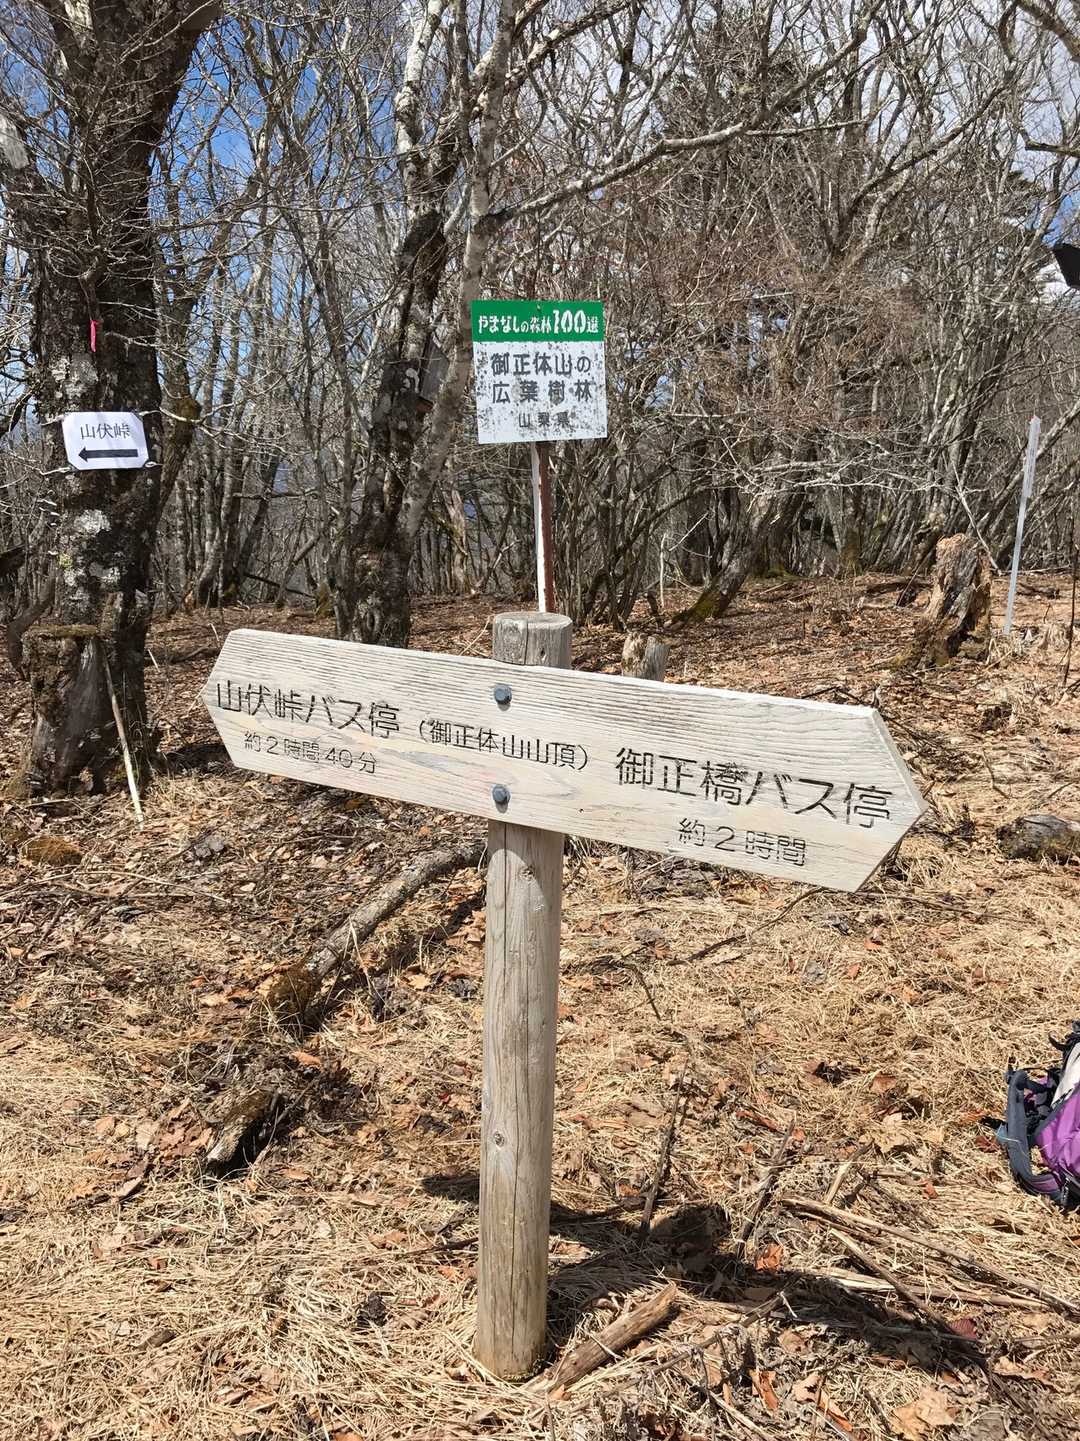 やまなしの森林100選
御正体山の
広葉樹林
山梨県
山伏峠
山伏峠バス停
約2時間40分
(御正体山山頂)
御正橋バス停
約2時間